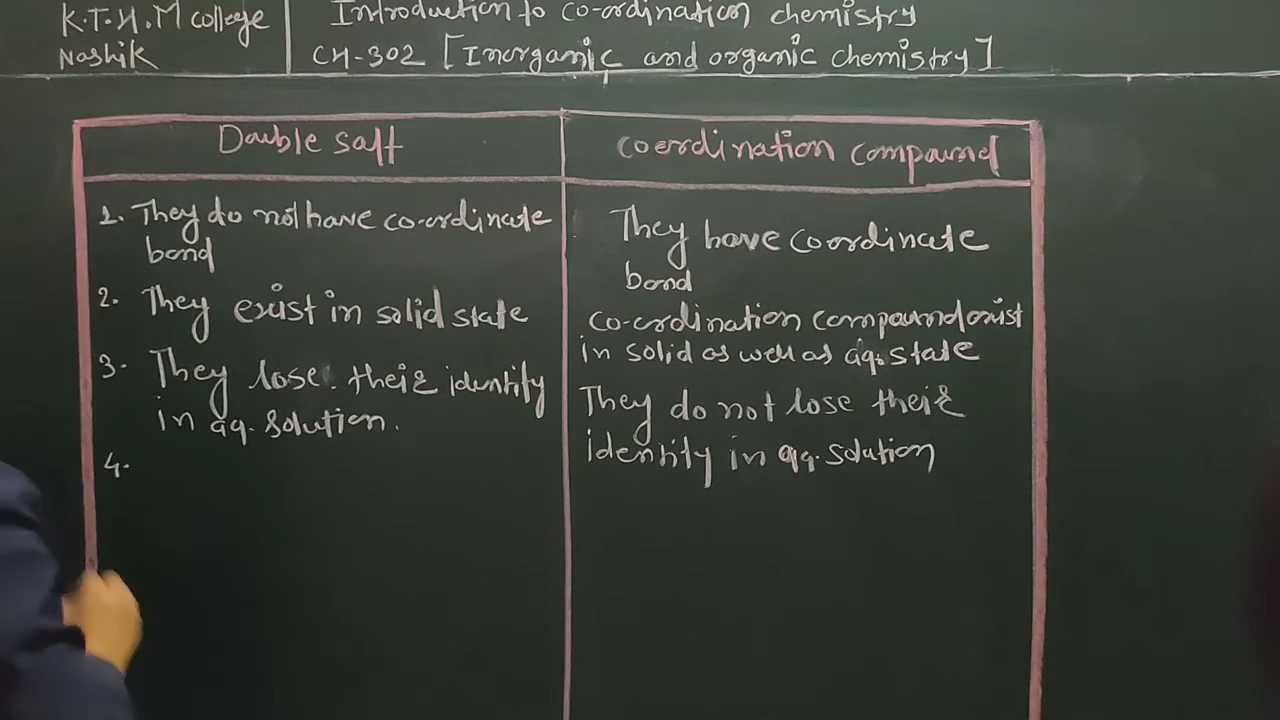 K.T.H.M college
Nashik
Introduction to co-ordination chemistry
CH-302 [Inorganic and organic chemistry]
Double salt
coordination compound
1. They do not have co-ordinate
bond
2. They exist in solid state
3. They lose their identity
in aq. solution.
4.
They have coordinate
bond
co-ordination compound exist
in solid as well as aq. state
They do not lose their
identity in aq. solution